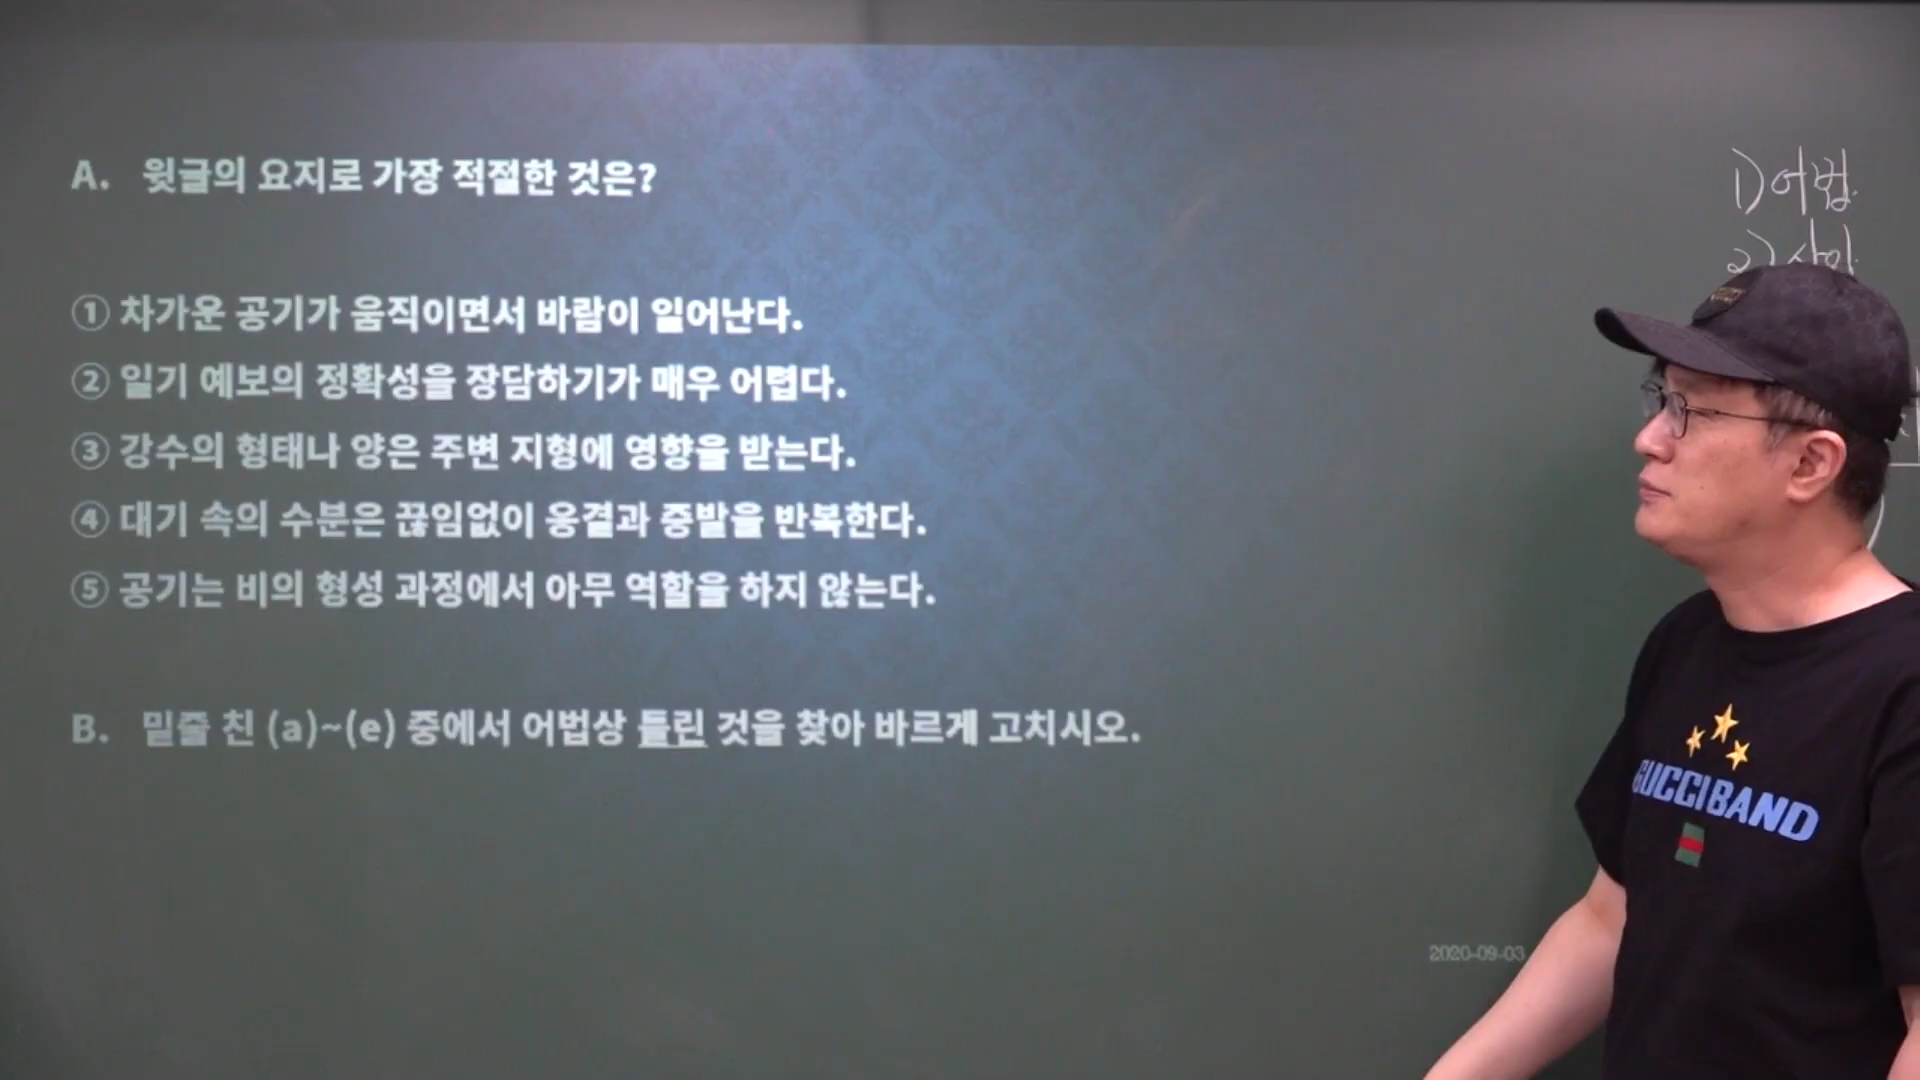 A. 윗글의 요지로 가장 적절한 것은?
① 차가운 공기가 움직이면서 바람이 일어난다.
② 일기 예보의 정확성을 장담하기가 매우 어렵다.
③ 강수의 형태나 양은 주변 지형에 영향을 받는다.
④ 대기 속의 수분은 끊임없이 응결과 증발을 반복한다.
⑤ 공기는 비의 형성 과정에서 아무 역할을 하지 않는다.
B. 밑줄 친 (a)~(e) 중에서 어법상 틀린 것을 찾아 바르게 고치시오.
1) 어법.
2)
GUCCI BAND
2020-09-03